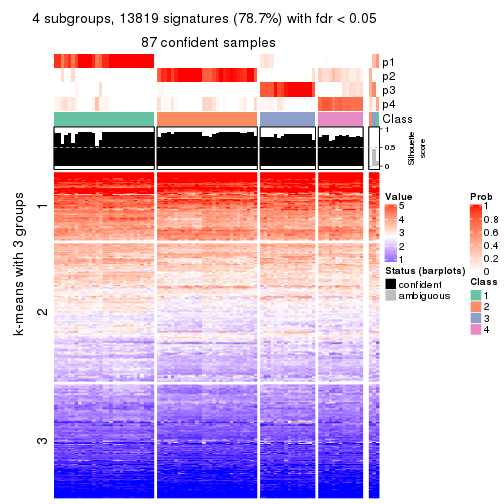 4 subgroups, 13819 signatures (78.7%) with fdr < 0.05
87 confident samples
p1
p2
p3
p4
Class
1
0.5
0
Silhouette
score
k-means with 3 groups
1
2
3
Value
5
4
3
2
1
Status (barplots)
confident
ambiguous
Prob
1
0.8
0.6
0.4
0.2
0
Class
1
2
3
4